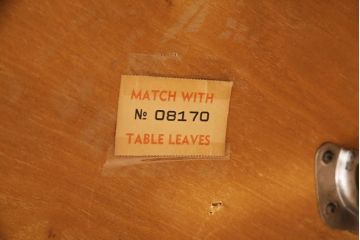 MATCH WITH
№ 08170
TABLE LEAVES